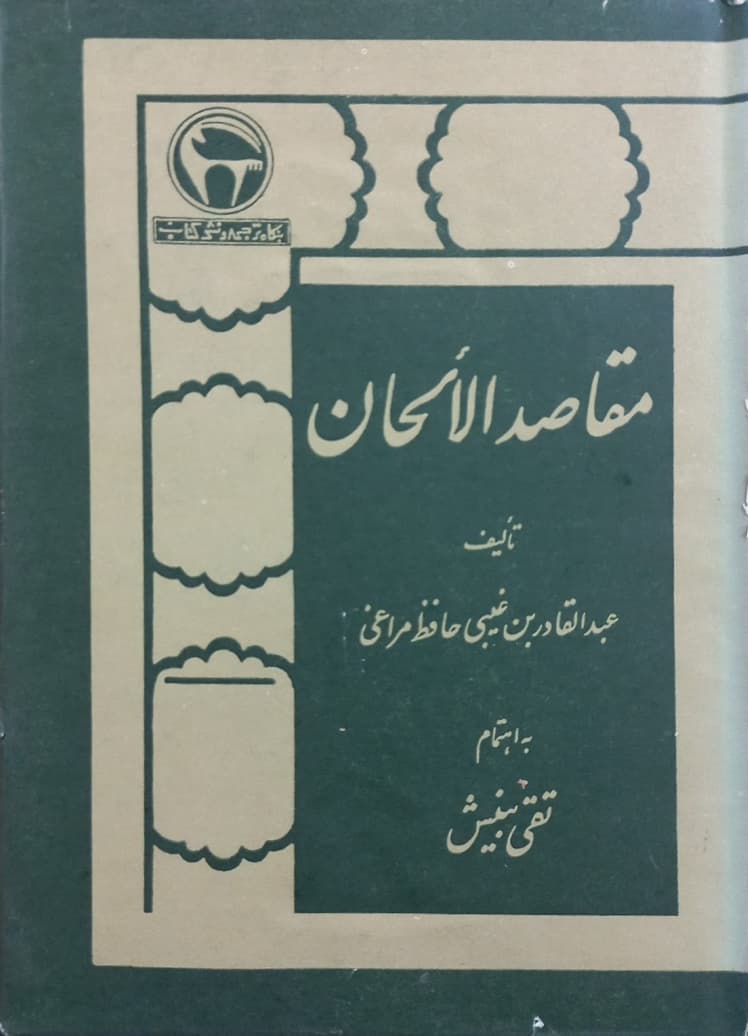 بنگاه ترجمه و نشر کتاب
مقاصد الألحان
تألیف
عبدالقادر بن غیبی حافظ مراغی
به اهتمام
تقی بینش